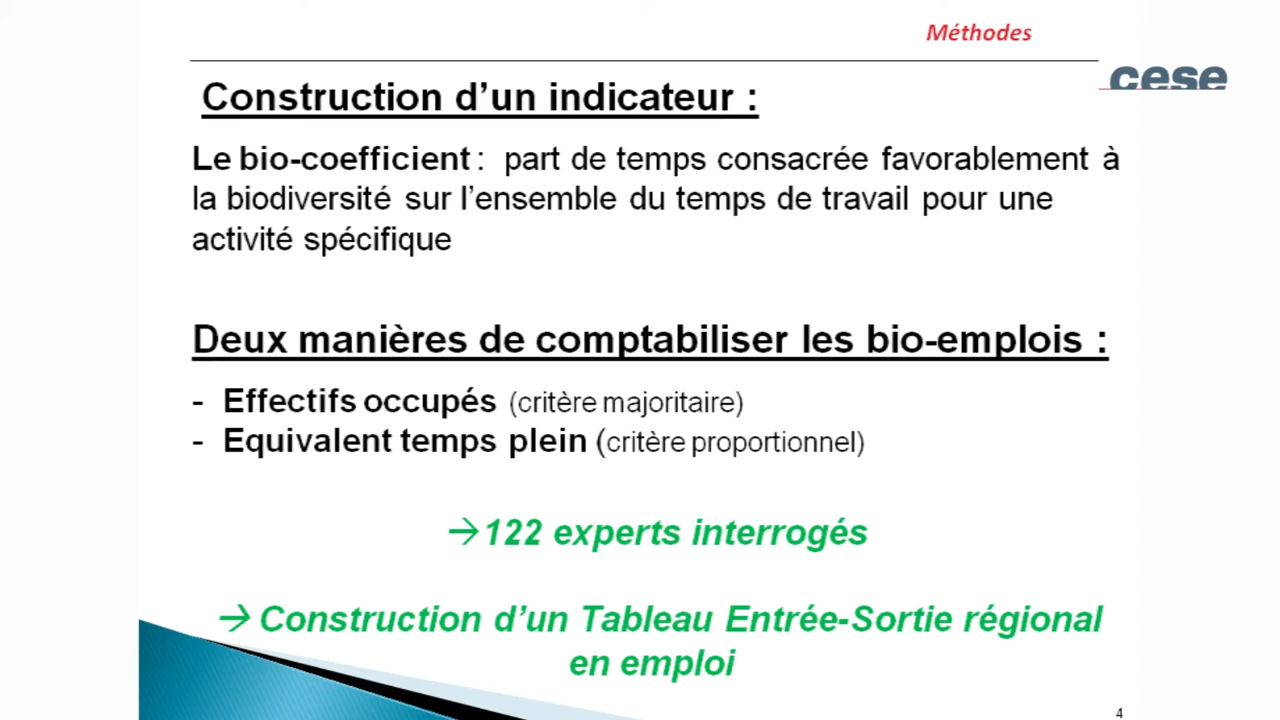 Méthodes
cese
Construction d'un indicateur :
Le bio-coefficient : part de temps consacrée favorablement à
la biodiversité sur l'ensemble du temps de travail pour une
activité spécifique
Deux manières de comptabiliser les bio-emplois :
- Effectifs occupés (critère majoritaire)
- Equivalent temps plein (critère proportionnel)
→122 experts interrogés
→ Construction d'un Tableau Entrée-Sortie régional
en emploi
4